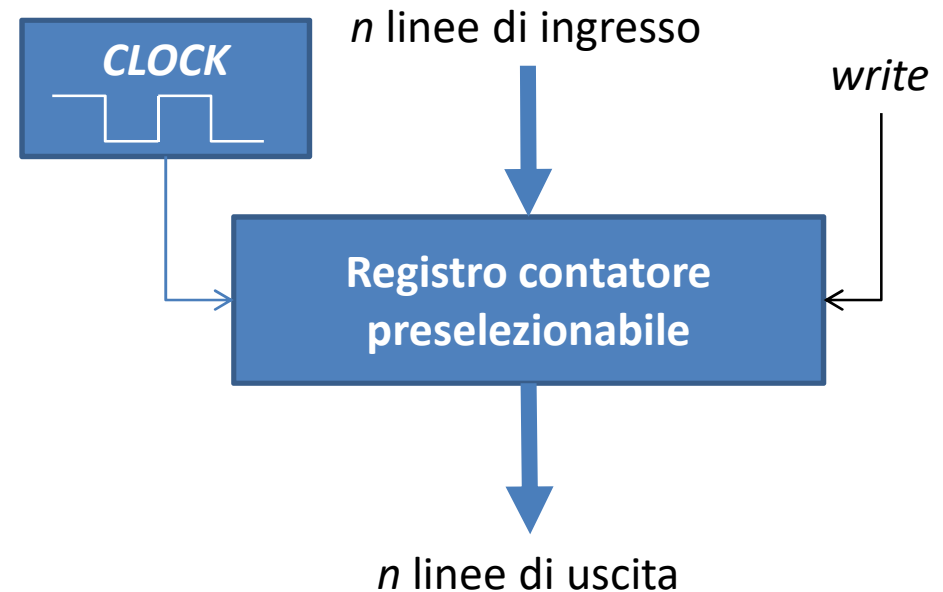 CLOCK
n linee di ingresso
write
Registro contatore
preselezionabile
n linee di uscita